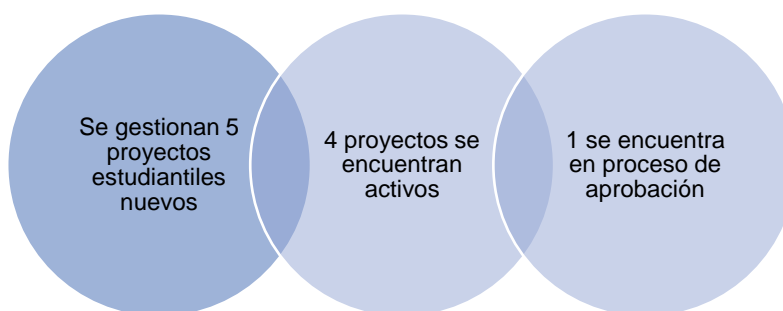 Se gestionan 5
proyectos
estudiantiles
nuevos
4 proyectos se
encuentran
activos
1 se encuentra
en proceso de
aprobación